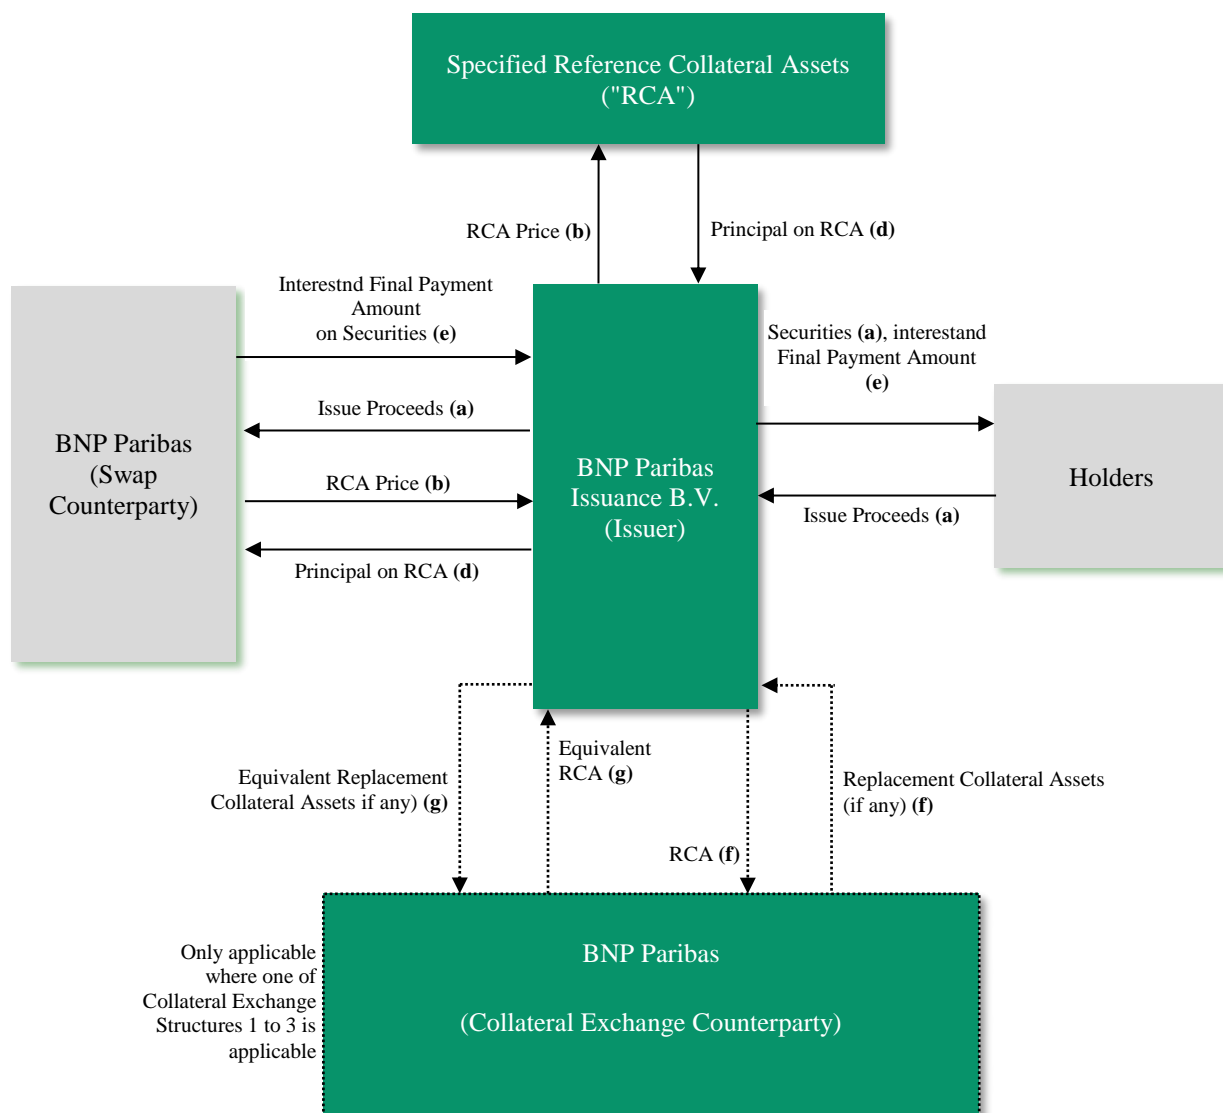 Specified Reference Collateral Assets
("RCA")
RCA Price (b)
Principal on RCA (d)
Interestnd Final Payment
Amount
on Securities (e)
Securities (a), interestand
Final Payment Amount
(e)
Issue Proceeds (a)
BNP Paribas
(Swap
Counterparty)
RCA Price (b)
BNP Paribas
Issuance B.V.
(Issuer)
Holders
Issue Proceeds (a)
Principal on RCA (d)
Equivalent Replacement
Collateral Assets if any) (g)
Equivalent
RCA (g)
RCA (f)
Replacement Collateral Assets
(if any) (f)
Only applicable
where one of
Collateral Exchange
Structures 1 to 3 is
applicable
BNP Paribas
(Collateral Exchange Counterparty)